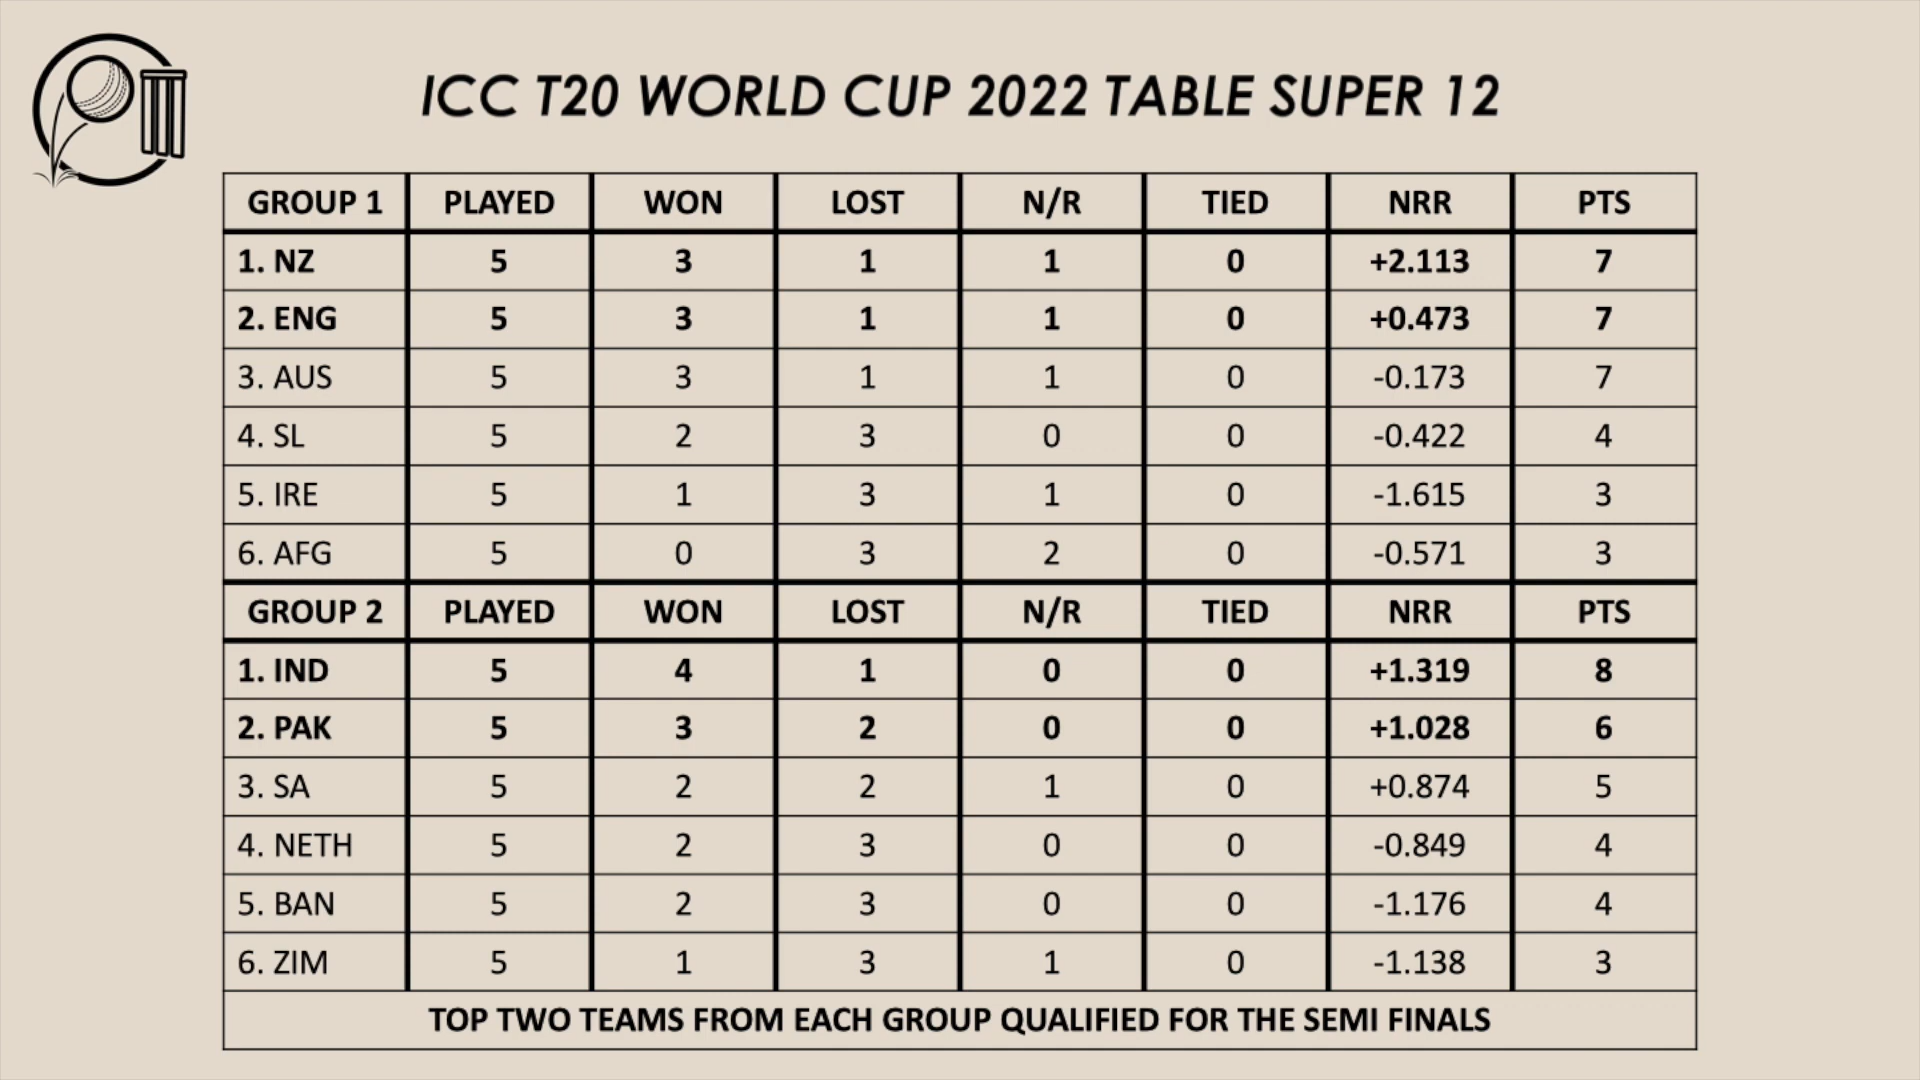 ICC T20 WORLD CUP 2022 TABLE SUPER 12
GROUP 1 PLAYED WON LOST N/R TIED NRR PTS
1. NZ 5 3 1 1 0 +2.113 7
2. ENG 5 3 1 1 0 +0.473 7
3. AUS 5 3 1 1 0 -0.173 7
4. SL 5 2 3 0 0 -0.422 4
5. IRE 5 1 3 1 0 -1.615 3
6. AFG 5 0 3 2 0 -0.571 3
GROUP 2 PLAYED WON LOST N/R TIED NRR PTS
1. IND 5 4 1 0 0 +1.319 8
2. PAK 5 3 2 0 0 +1.028 6
3. SA 5 2 2 1 0 +0.874 5
4. NETH 5 2 3 0 0 -0.849 4
5. BAN 5 2 3 0 0 -1.176 4
6. ZIM 5 1 3 1 0 -1.138 3
TOP TWO TEAMS FROM EACH GROUP QUALIFIED FOR THE SEMI FINALS